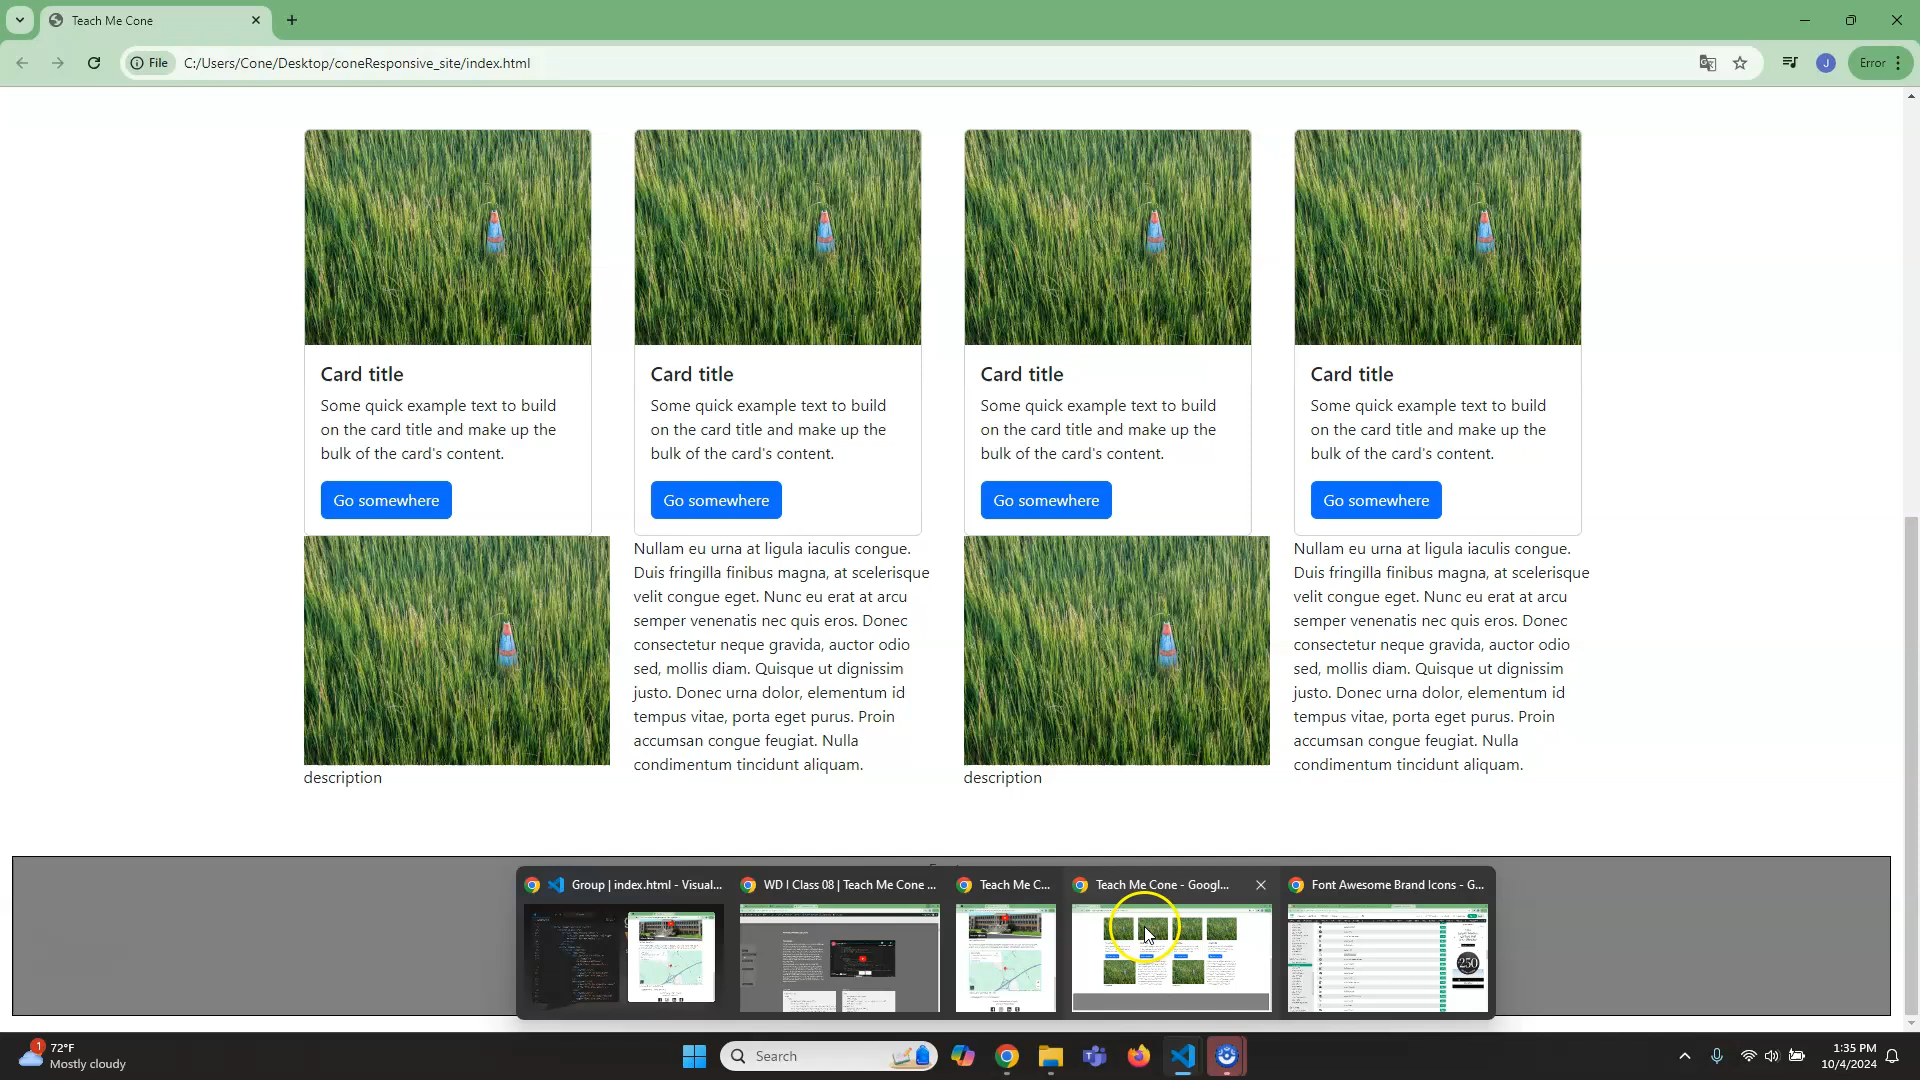 Teach Me Cone
File
C:/Users/Cone/Desktop/coneResponsive_site/index.html
J
Error
Card title
Some quick example text to build
on the card title and make up the
bulk of the card's content.
Go somewhere
Card title
Some quick example text to build
on the card title and make up the
bulk of the card's content.
Go somewhere
Card title
Some quick example text to build
on the card title and make up the
bulk of the card's content.
Go somewhere
Card title
Some quick example text to build
on the card title and make up the
bulk of the card's content.
Go somewhere
description
Nullam eu urna at ligula iaculis congue.
Duis fringilla finibus magna, at scelerisque
velit congue eget. Nunc eu erat at arcu
semper venenatis nec quis eros. Donec
consectetur neque gravida, auctor odio
sed, mollis diam. Quisque ut dignissim
justo. Donec urna dolor, elementum id
tempus vitae, porta eget purus. Proin
accumsan congue feugiat. Nulla
condimentum tincidunt aliquam.
description
Nullam eu urna at ligula iaculis congue.
Duis fringilla finibus magna, at scelerisque
velit congue eget. Nunc eu erat at arcu
semper venenatis nec quis eros. Donec
consectetur neque gravida, auctor odio
sed, mollis diam. Quisque ut dignissim
justo. Donec urna dolor, elementum id
tempus vitae, porta eget purus. Proin
accumsan congue feugiat. Nulla
condimentum tincidunt aliquam.
Group | index.html - Visual...
WD I Class 08 | Teach Me Cone ...
Teach Me C...
Teach Me Cone - Googl...
Font Awesome Brand Icons - G...
250
1
72°F
Mostly cloudy
Search
1:35 PM
10/4/2024